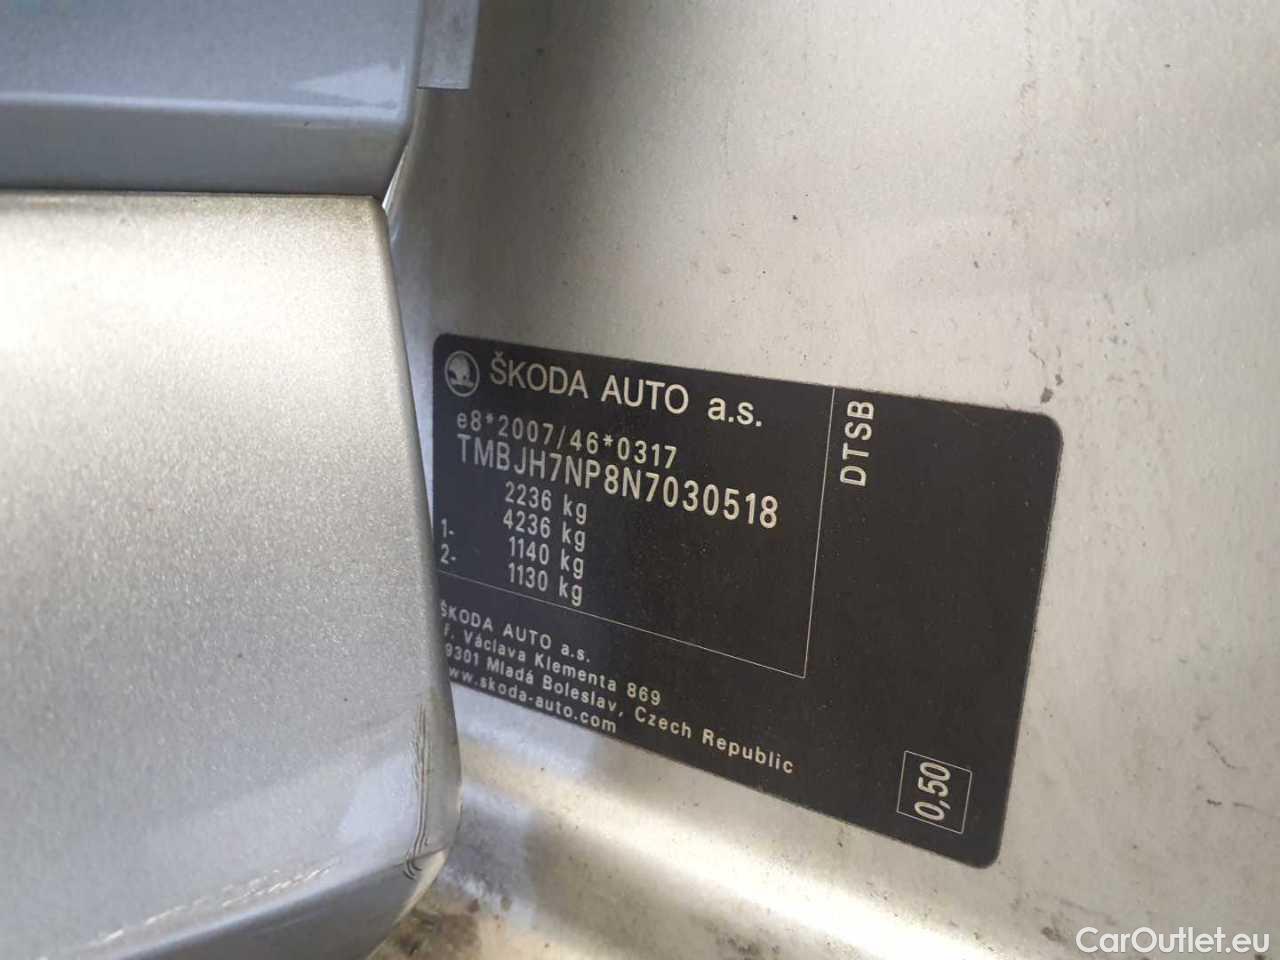 ŠKODA AUTO a.s.
e8*2007/46*0317
TMBJH7NP8N7030518
2236 kg
4236 kg
1- 1140 kg
2- 1130 kg
ŠKODA AUTO a.s.
Václava Klementa 869
9301 Mladá Boleslav, Czech Republic
www.skoda-auto.com
DTSB
0,50
CarOutlet.eu